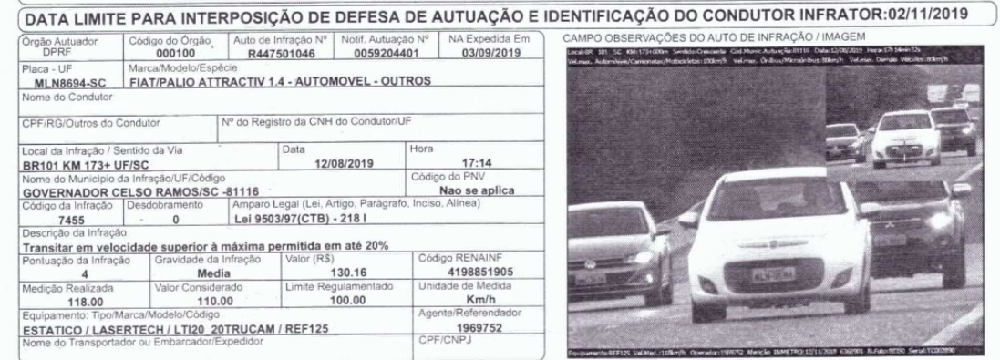 DATA LIMITE PARA INTERPOSIÇÃO DE DEFESA DE AUTUAÇÃO E IDENTIFICAÇÃO DO CONDUTOR INFRATOR:02/11/2019
Órgão Autuador Código do Órgão Auto de Infração Nº Notif. Autuação Nº NA Expedida Em
DPRF 000100 R447501046 0059204401 03/09/2019
Placa - UF Marca/Modelo/Espécie
MLN8694-SC FIAT/PALIO ATTRACTIV 1.4 - AUTOMOVEL - OUTROS
Nome do Condutor
CPF/RG/Outros do Condutor Nº do Registro da CNH do Condutor/UF
Local da Infração / Sentido da Via Data Hora
BR101 KM 173+ UF/SC 12/08/2019 17:14
Nome do Municipio da Infração/UF/Código Código do PNV
GOVERNADOR CELSO RAMOS/SC -81116 Nao se aplica
Código da Infração Desdobramento Amparo Legal (Lei, Artigo, Parágrafo, Inciso, Alinea)
7455 - 0 Lei 9503/97(CTB) - 218 I
Descrição da Infração
Transitar em velocidade superior à máxima permitida em até 20%
Pontuação da Infração Gravidade da Infração Valor (R$) Código RENAINF
4 Media 130.16 4198851905
Medição Realizada Valor Considerado Limite Regulamentado Unidade de Medida
118.00 110.00 100.00 Km/h
Equipamento: Tipo/Marca/Modelo/Código Agente/Referendador
ESTATICO / LASERTECH / LTI20 20TRUCAM / REF125 1969752
Nome do Transportador ou Embarcador/Expedidor CPF/CNPJ
CAMPO OBSERVAÇÕES DO AUTO DE INFRAÇÃO / IMAGEM
Local:BR 101 SC KM:173+000m Sentido:Crescente Cód.Munic.Autuação:81116 Data:12/08/2019 Hora:17h 14min 32s
Vel.max. Automóveis/Camionetas/Motocicletas:100km/h Vel.max. Ônibus/Microônibus:90km/h Vel.max. Demais Veículos:80km/h
Equipamento:REF125 Vel.Med.:118km/h Operador:1969752 Aferição INMETRO:12/11/2018 Serial:TC002890